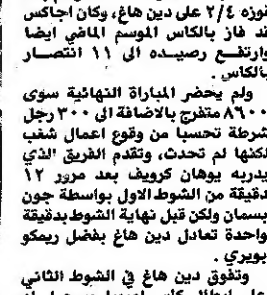 فوزه ٢/٤ على دين هاغ، وكان اجاكس
قد فاز بالكاس الموسم الماضي ايضا
وارتفع رصيده الى ١١ انتصار
بالكاس .
ولم يحضر المباراة النهائية سوى
٨٦٠٠ متفرج بالاضافة الى ٣٠٠ رجل
شرطة تحسبا من وقوع اعمال شغب
لكنها لم تحدث، وتقدم الفريق الذي
يدربه يوهان كرويف بعد مرور ١٢
دقيقة من الشوط الاول بواسطة جون
بسمان ولكن قبل نهاية الشوط بدقيقة
واحدة تعادل دين هاغ بفضل ريمكو
بويري .
وتفوق دين هاغ في الشوط الثاني